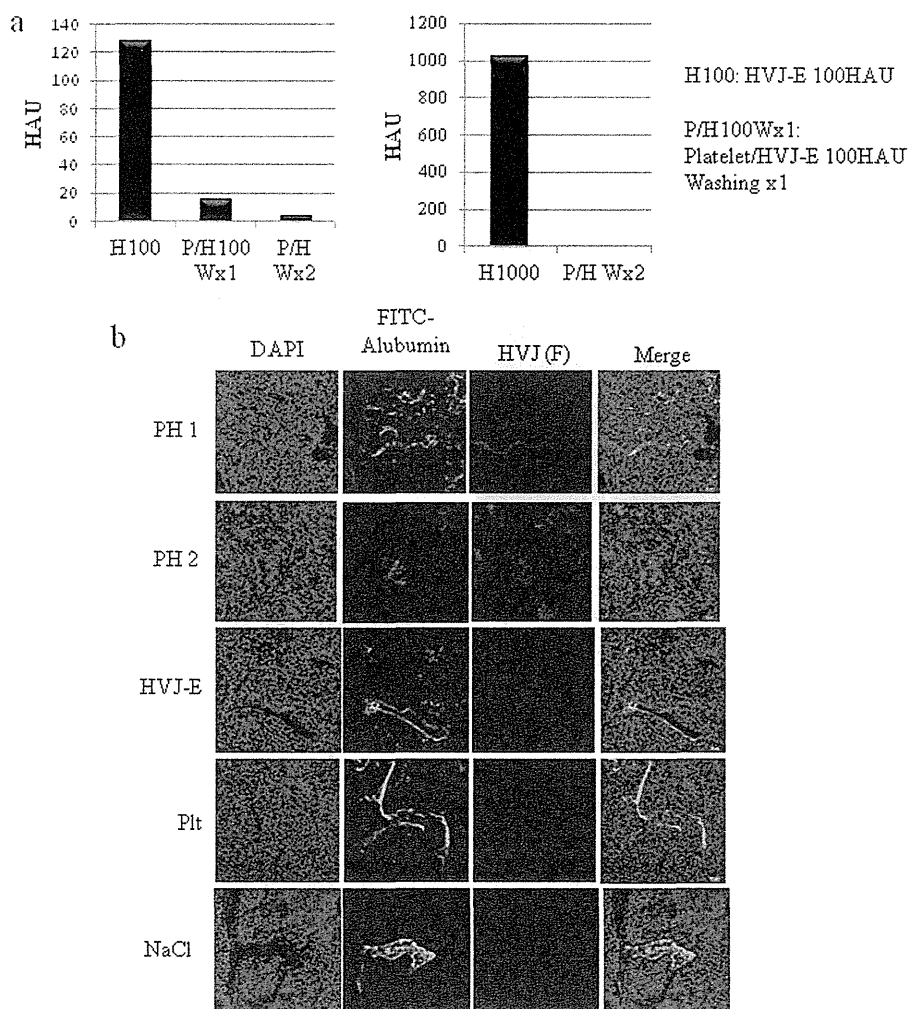 a
HAU
140
120
100
80
60
40
20
0
H100
P/H100
Wx1
P/H
Wx2
HAU
1200
1000
800
600
400
200
0
H1000
P/H Wx2
H100: HVJ-E 100HAU
P/H100Wx1:
Platelet/HVJ-E 100HAU
Washing x1
b
DAPI
FITC-
Alubumin
HVJ (F)
Merge
PH 1
PH 2
HVJ-E
Plt
NaCl